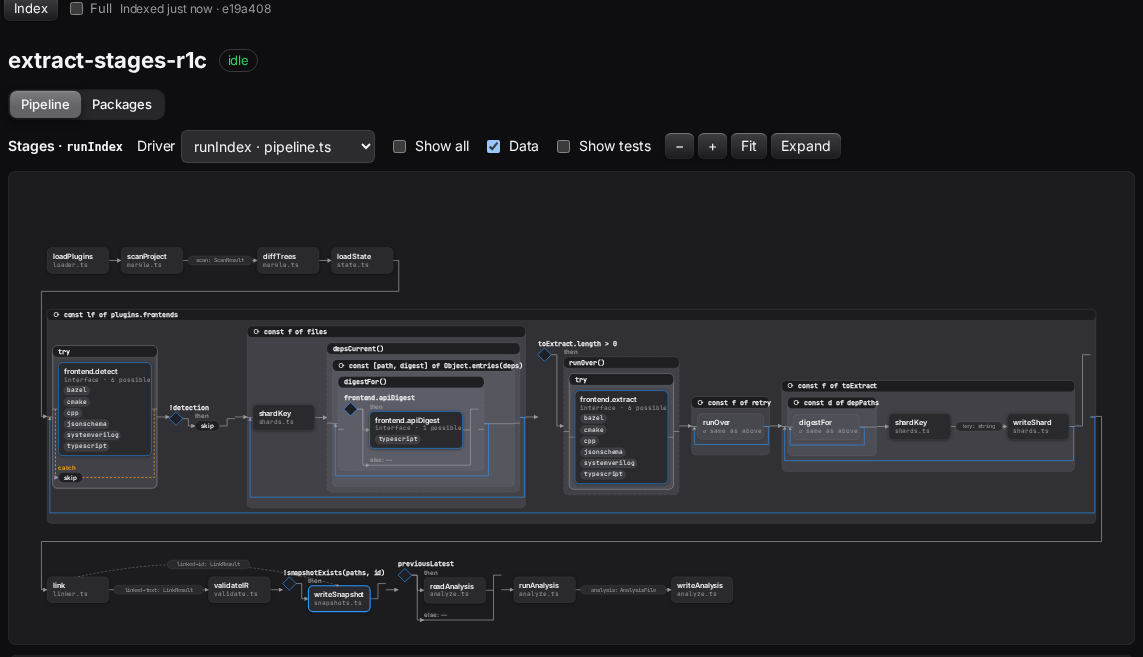 Index Full Indexed just now · e19a408
extract-stages-r1c idle
Pipeline Packages
Stages · runIndex Driver runIndex · pipeline.ts Show all Data Show tests − + Fit Expand
loadPlugins
loader.ts
scanProject
merkle.ts
scan: ScanResult
diffTrees
merkle.ts
loadState
state.ts
const lf of plugins.frontends
try
frontend.detect
interface · 6 possible
bazel
cmake
cpp
jsonschema
systemverilog
typescript
catch
skip
!detection
then
skip
const f of files
shardKey
shards.ts
depsCurrent()
const [path, digest] of Object.entries(deps)
digestFor()
frontend.apiDigest
then
frontend.apiDigest
interface · 1 possible
typescript
else: —
toExtract.length > 0
then
runOver()
try
frontend.extract
interface · 6 possible
bazel
cmake
cpp
jsonschema
systemverilog
typescript
const f of retry
runOver
same as above
const f of toExtract
const d of depPaths
digestFor
same as above
shardKey
shards.ts
key: string
writeShard
shards.ts
link
linker.ts
linked+id: LinkResult
linked+text: LinkResult
validateIR
validate.ts
!snapshotExists(paths, id)
then
writeSnapshot
snapshots.ts
previousLatest
then
readAnalysis
analyze.ts
else: —
runAnalysis
analyze.ts
analysis: AnalysisFile
writeAnalysis
analyze.ts